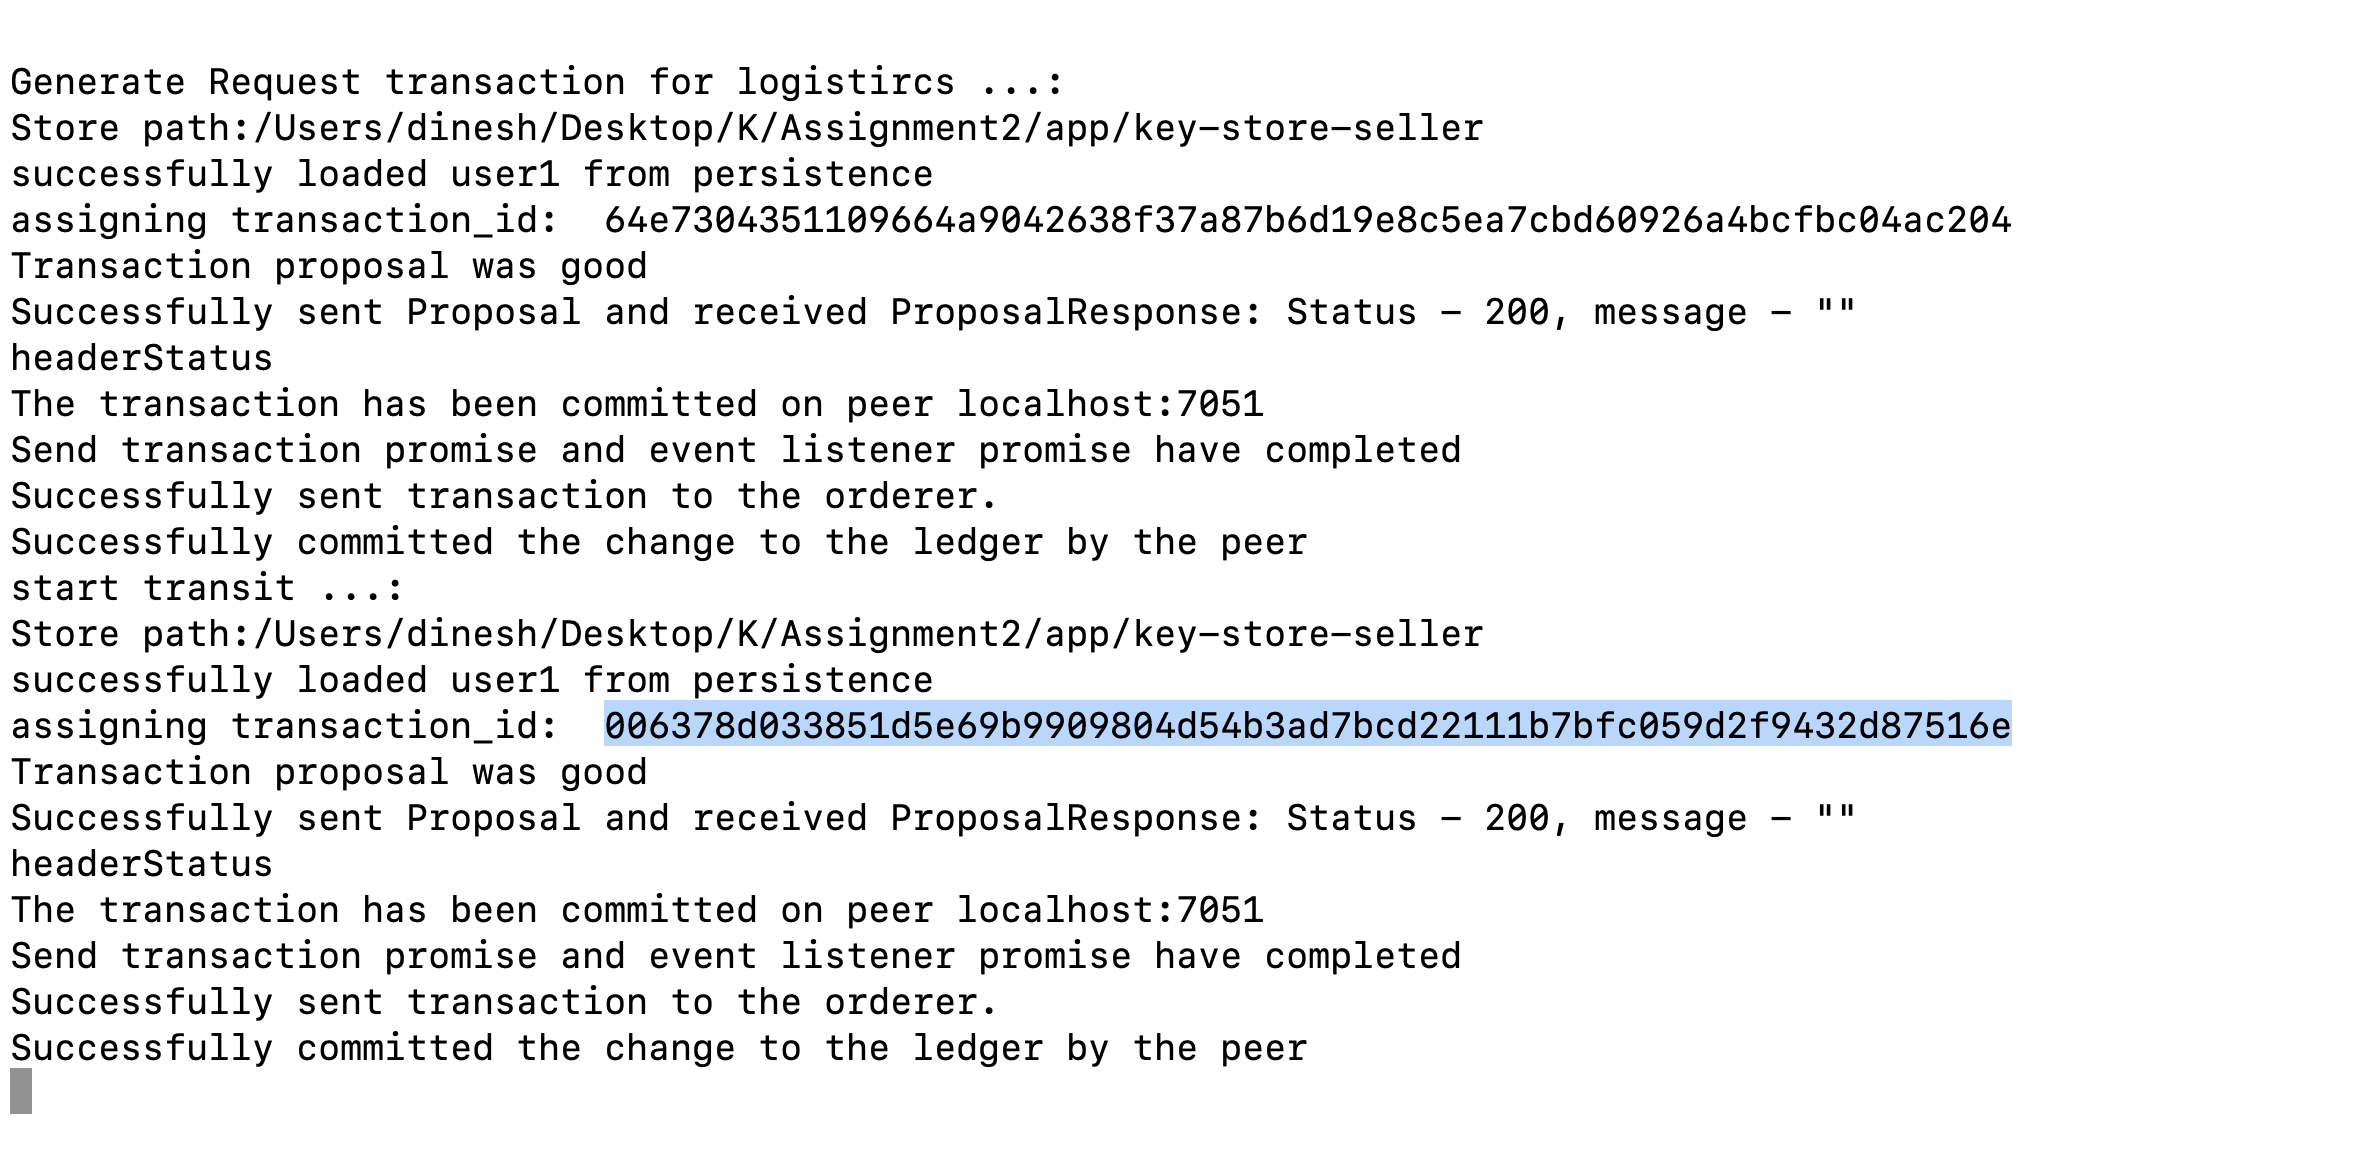 Generate Request transaction for logistircs ...:
Store path:/Users/dinesh/Desktop/K/Assignment2/app/key-store-seller
successfully loaded user1 from persistence
assigning transaction_id:  64e7304351109664a9042638f37a87b6d19e8c5ea7cbd60926a4bcfbc04ac204
Transaction proposal was good
Successfully sent Proposal and received ProposalResponse: Status - 200, message - ""
headerStatus
The transaction has been committed on peer localhost:7051
Send transaction promise and event listener promise have completed
Successfully sent transaction to the orderer.
Successfully committed the change to the ledger by the peer
start transit ...:
Store path:/Users/dinesh/Desktop/K/Assignment2/app/key-store-seller
successfully loaded user1 from persistence
assigning transaction_id:  006378d033851d5e69b9909804d54b3ad7bcd22111b7bfc059d2f9432d87516e
Transaction proposal was good
Successfully sent Proposal and received ProposalResponse: Status - 200, message - ""
headerStatus
The transaction has been committed on peer localhost:7051
Send transaction promise and event listener promise have completed
Successfully sent transaction to the orderer.
Successfully committed the change to the ledger by the peer